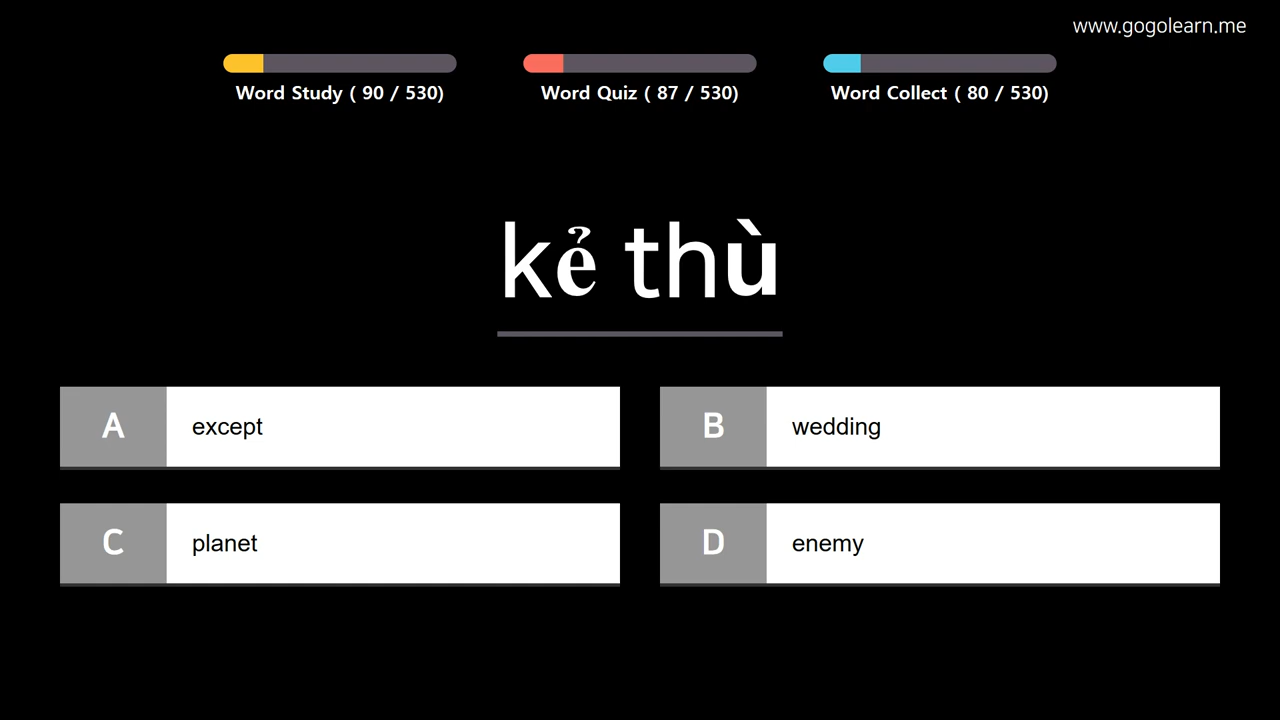 www.gogolearn.me
Word Study ( 90 / 530)
Word Quiz ( 87 / 530)
Word Collect ( 80 / 530)
kẻ thù
A except
B wedding
C planet
D enemy